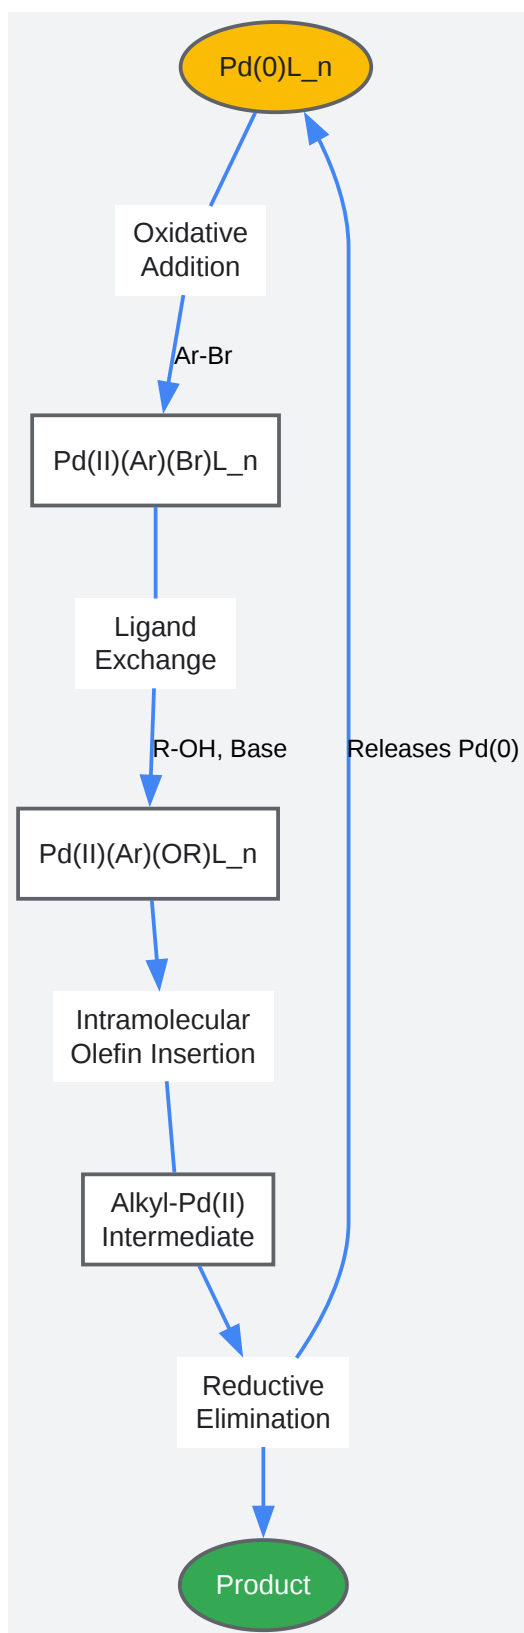 Pd(0)L_n
Oxidative
Addition
Ar-Br
Pd(II)(Ar)(Br)L_n
Ligand
Exchange
R-OH, Base
Releases Pd(0)
Pd(II)(Ar)(OR)L_n
Intramolecular
Olefin Insertion
Alkyl-Pd(II)
Intermediate
Reductive
Elimination
Product